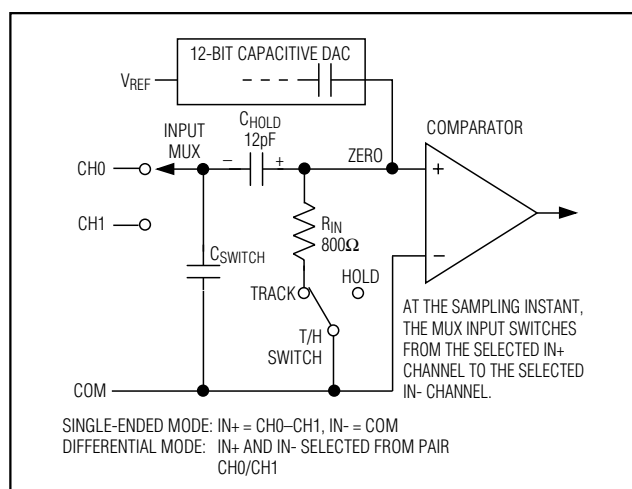 12-BIT CAPACITIVE DAC
VREF
CHOLD
12pF
INPUT
MUX
– +
ZERO
COMPARATOR
CH0
+
CH1
RIN
800Ω
CSWITCH
–
TRACK
HOLD
T/H
SWITCH
AT THE SAMPLING INSTANT,
THE MUX INPUT SWITCHES
FROM THE SELECTED IN+
CHANNEL TO THE SELECTED
IN- CHANNEL.
COM
SINGLE-ENDED MODE: IN+ = CH0–CH1, IN- = COM
DIFFERENTIAL MODE: IN+ AND IN- SELECTED FROM PAIR
CH0/CH1